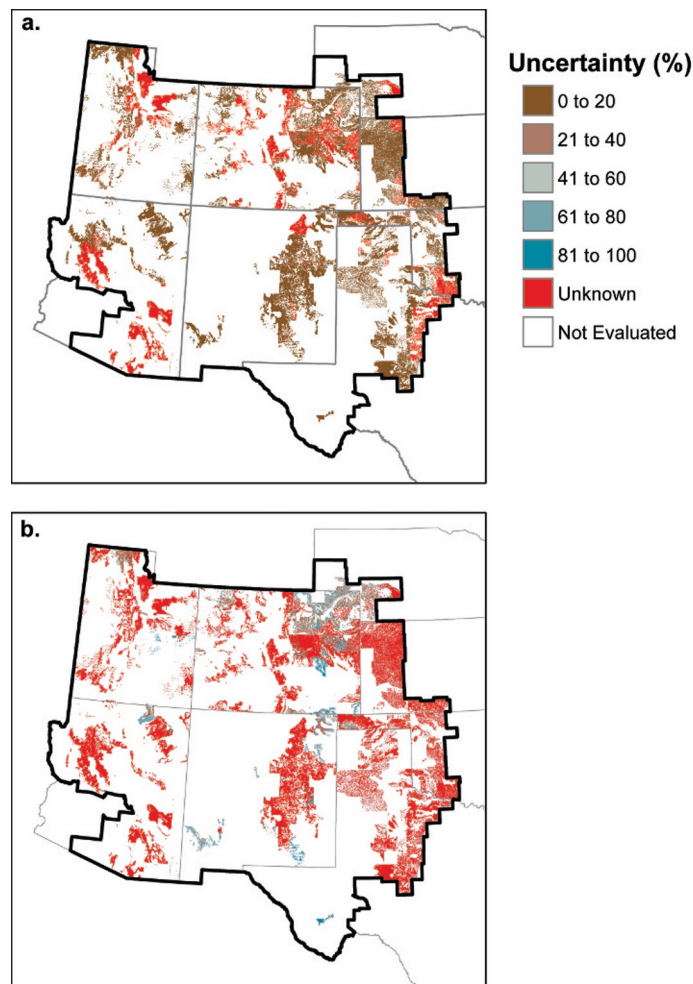 a.
Uncertainty (%)
0 to 20
21 to 40
41 to 60
61 to 80
81 to 100
Unknown
Not Evaluated
b.